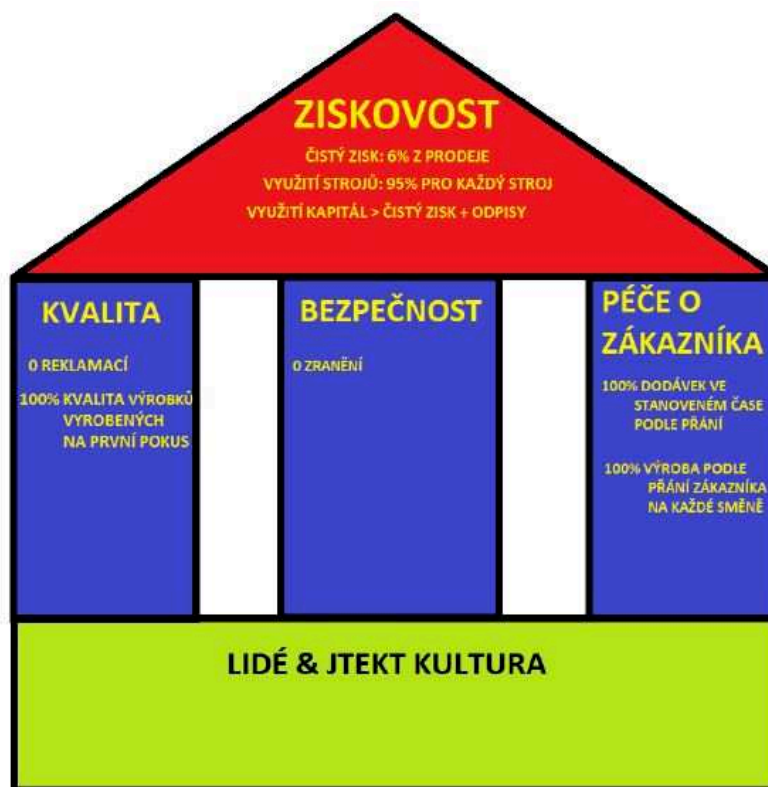 ZISKOVOST
ČISTÝ ZISK: 6% Z PRODEJE
VYUŽITÍ STROJŮ: 95% PRO KAŽDÝ STROJ
VYUŽITÍ KAPITÁL > ČISTÝ ZISK + ODPISY
KVALITA
0 REKLAMACÍ
100% KVALITA VÝROBKŮ
VYROBENÝCH
NA PRVNÍ POKUS
BEZPEČNOST
0 ZRANĚNÍ
PÉČE O
ZÁKAZNÍKA
100% DODÁVEK VE
STANOVENÉM ČASE
PODLE PŘÁNÍ
100% VÝROBA PODLE
PŘÁNÍ ZÁKAZNÍKA
NA KAŽDÉ SMĚNĚ
LIDÉ & JTEKT KULTURA